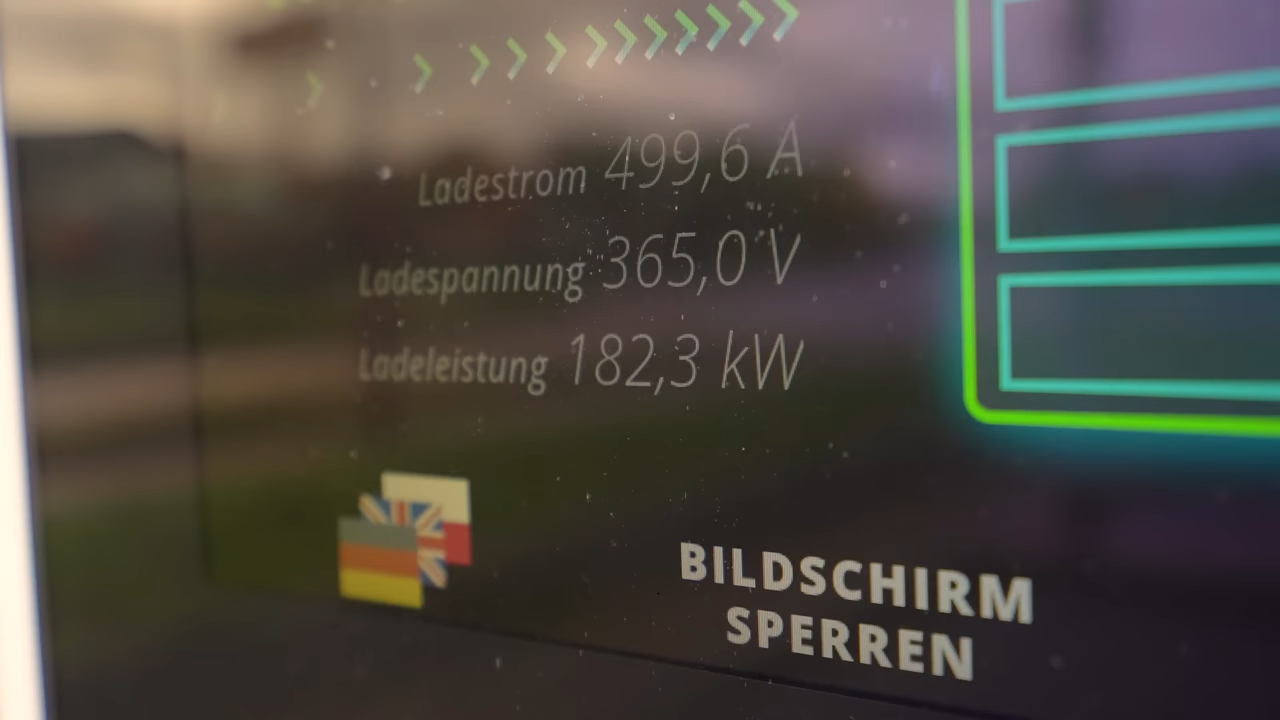 Ladestrom 499,6 A
Ladespannung 365,0 V
Ladeleistung 182,3 kW
BILDSCHIRM
SPERREN